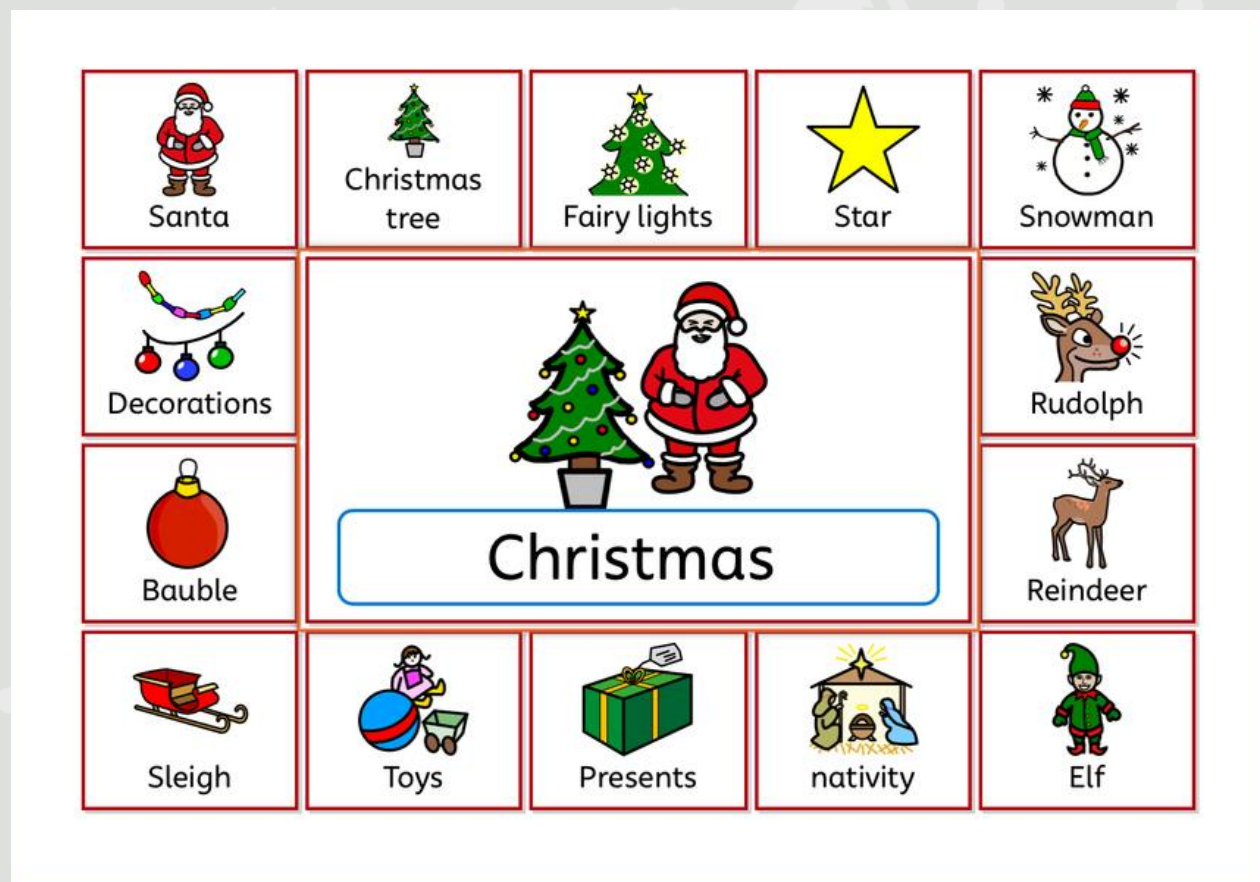 Santa
Christmas
tree
Fairy lights
Star
Snowman
Decorations
Christmas
Rudolph
Bauble
Reindeer
Sleigh
Toys
Presents
nativity
Elf